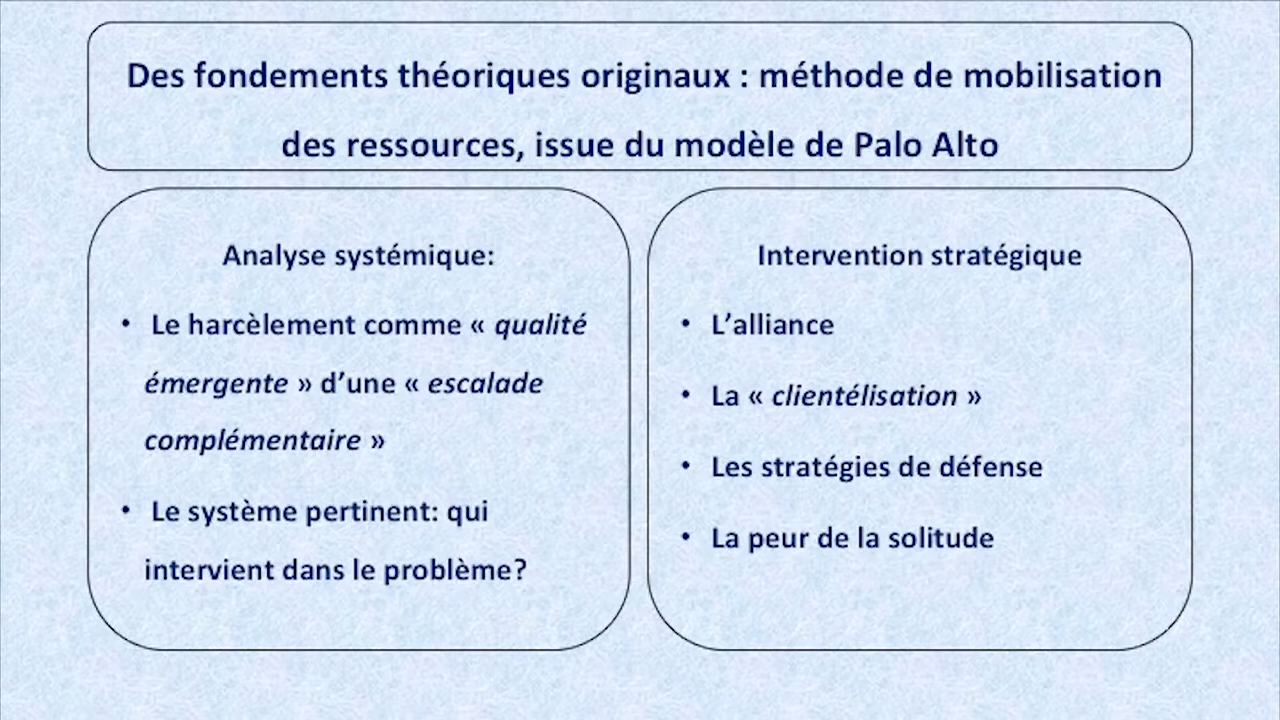 Des fondements théoriques originaux : méthode de mobilisation
des ressources, issue du modèle de Palo Alto
Analyse systémique:
• Le harcèlement comme « qualité
émergente » d’une « escalade
complémentaire »
• Le système pertinent: qui
intervient dans le problème?
Intervention stratégique
• L’alliance
• La « clientélisation »
• Les stratégies de défense
• La peur de la solitude